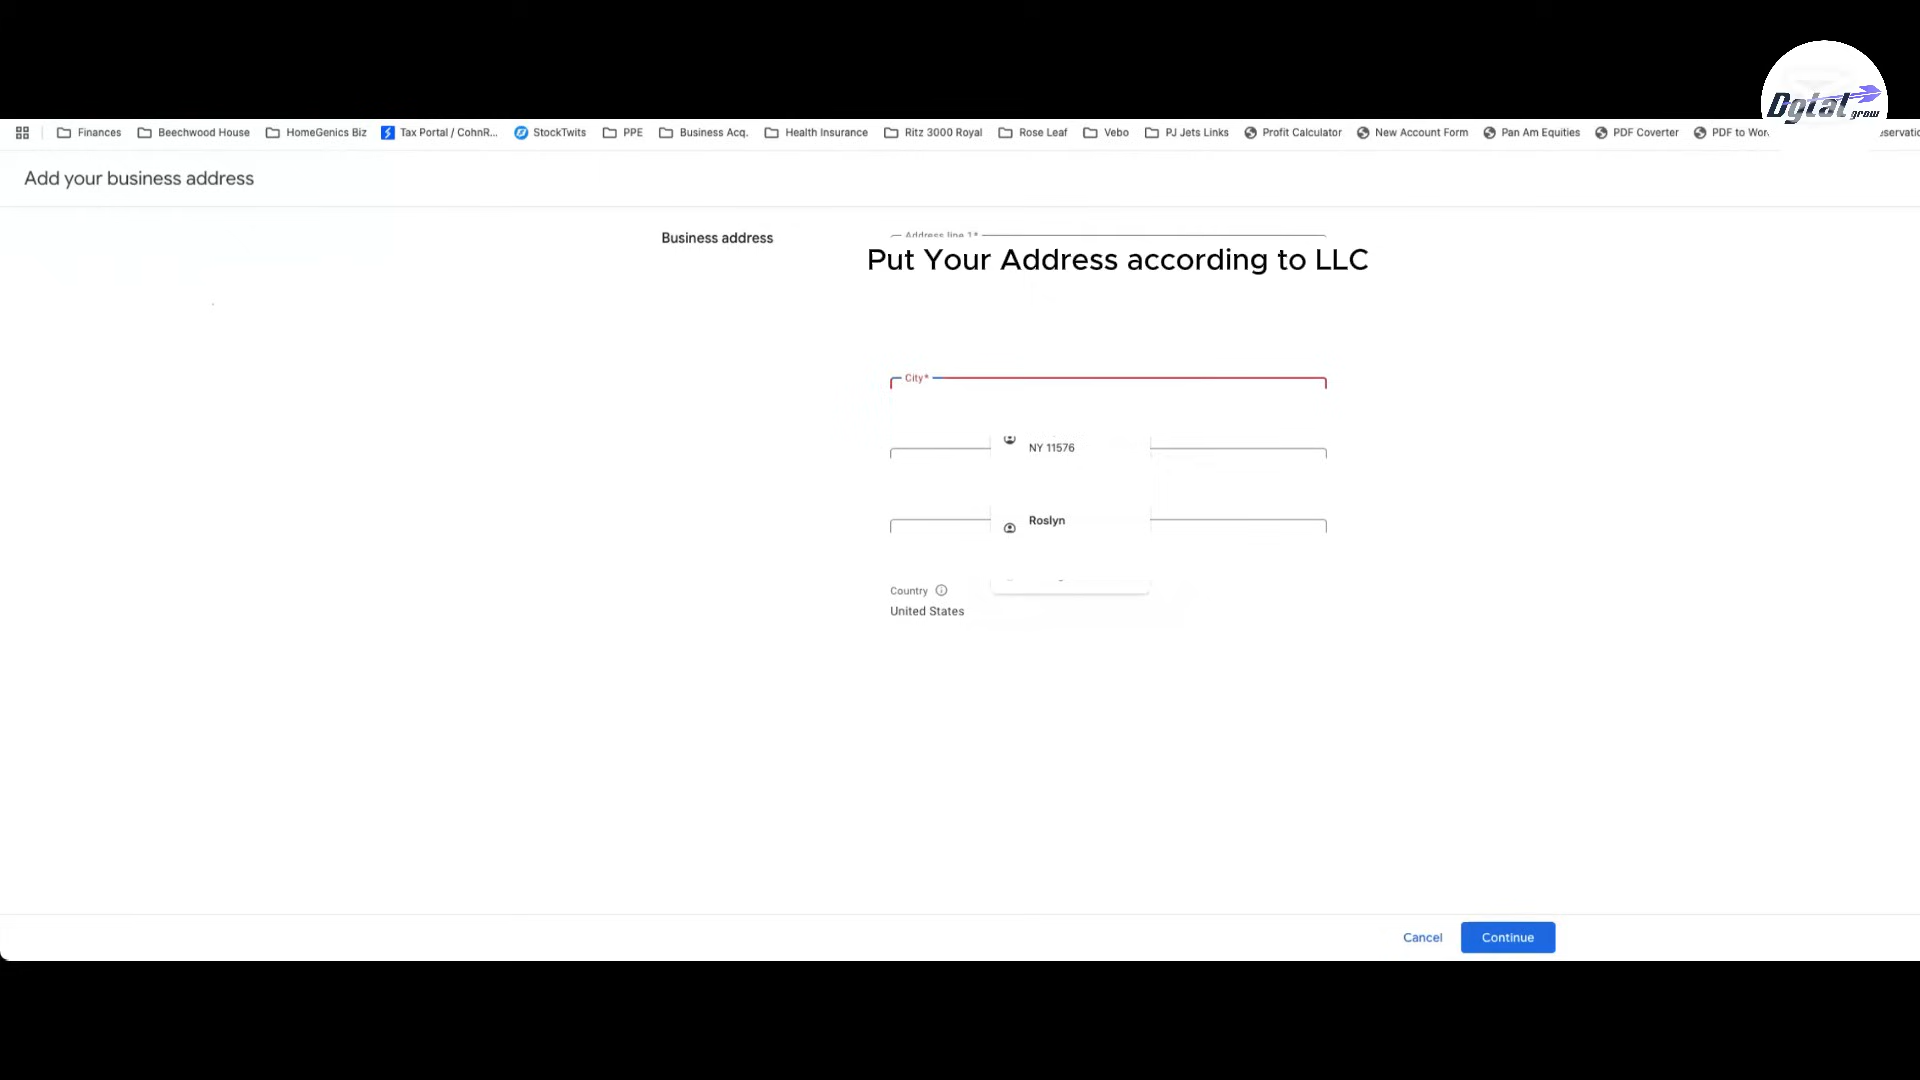 Dgtal
grow
Finances Beechwood House HomeGenics Biz Tax Portal / CohnR... StockTwits PPE Business Acq. Health Insurance Ritz 3000 Royal Rose Leaf Vebo PJ Jets Links Profit Calculator New Account Form Pan Am Equities PDF Coverter PDF to Wor
Add your business address
Business address
Address line 1*
Put Your Address according to LLC
City*
NY 11576
Roslyn
Country
United States
Cancel
Continue